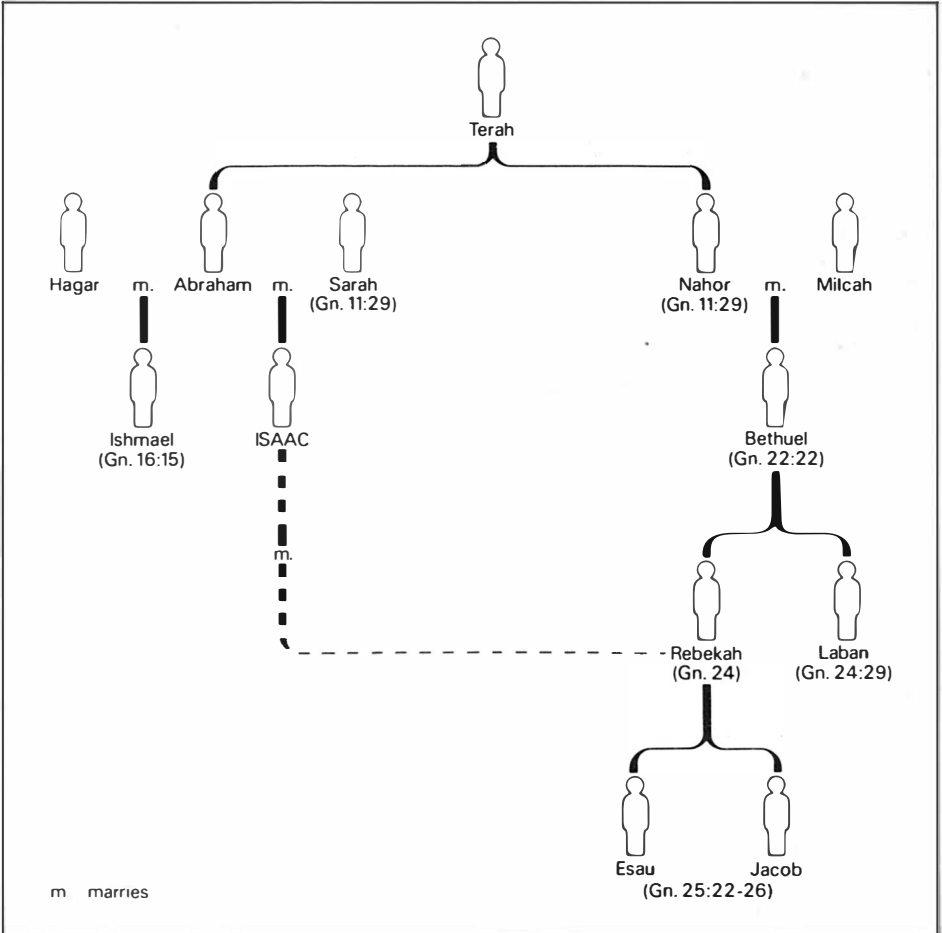 Terah
Hagar m. Abraham m. Sarah
(Gn. 11:29)
Nahor m. Milcah
(Gn. 11:29)
Ishmael
(Gn. 16:15)
ISAAC
Bethuel
(Gn. 22:22)
m.
Rebekah
(Gn. 24)
Laban
(Gn. 24:29)
Esau Jacob
(Gn. 25:22-26)
m marries